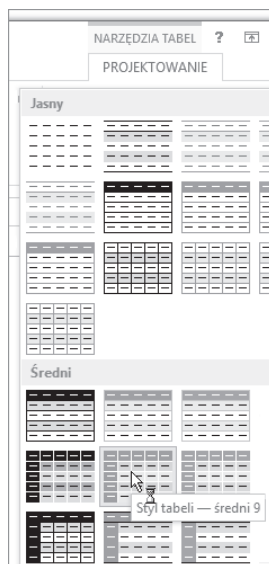 NARZĘDZIA TABEL ?
PROJEKTOWANIE
Jasny
Średni
Styl tabeli — średni 9